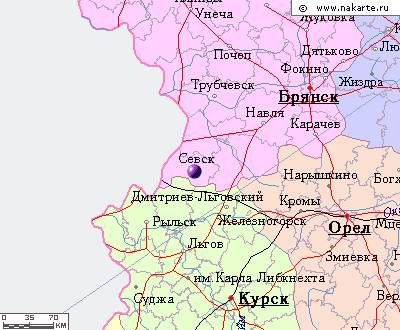 © www.nakarte.ru
Унеча
Жуковка
Почеп
Дятьково
Фокино
Трубчевск
Жиздра
Брянск
Навля
Карачев
Севск
Нарышкино
Дмитриев-Льговский
Кромы
Рыльск
Железногорск
Орел
Льгов
Змиевка
им Карла Либкнехта
Суджа
Курск
0 35 70
КМ